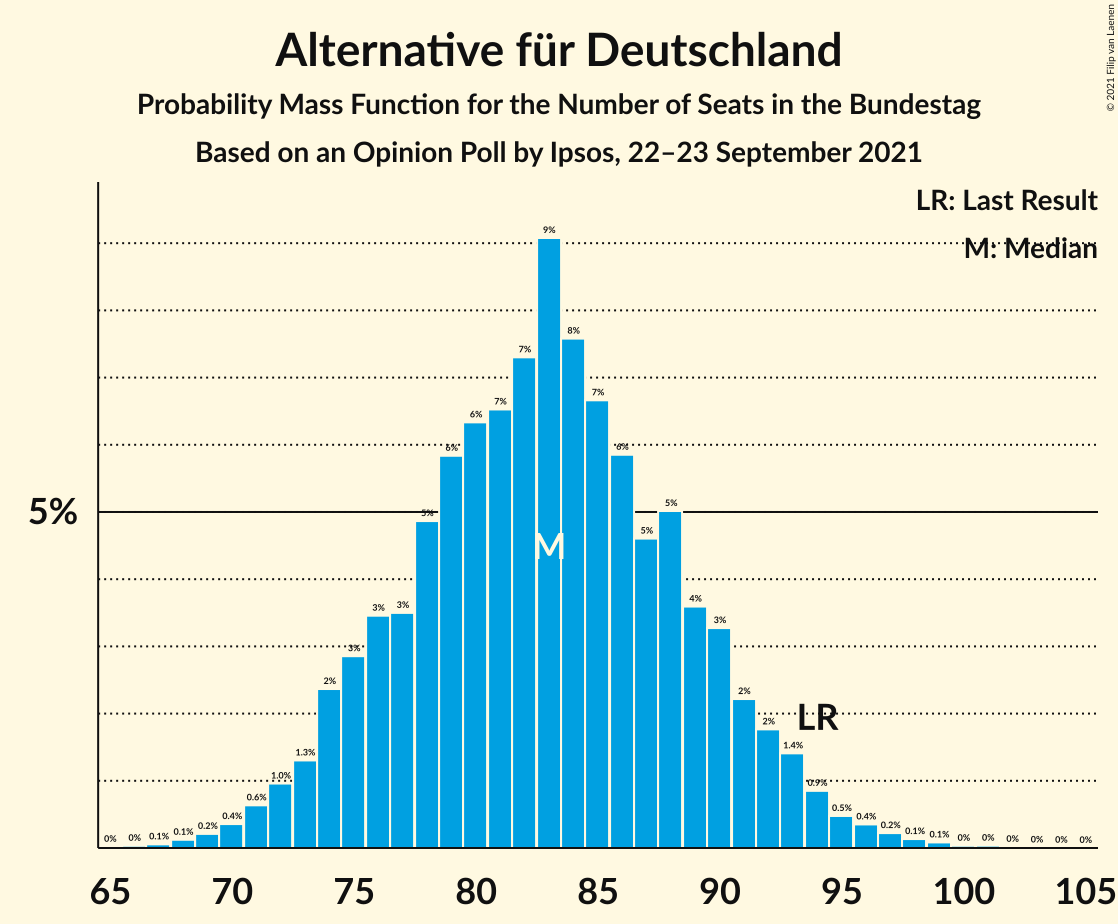 Alternative für Deutschland
Probability Mass Function for the Number of Seats in the Bundestag
Based on an Opinion Poll by Ipsos, 22–23 September 2021
© 2021 Filip van Laenen
LR: Last Result
M: Median
5%
0% 0% 0.1% 0.1% 0.2% 0.4% 0.6% 1.0% 1.3% 2% 3% 3% 3% 5% 6% 6% 7% 7% 9% 8% 7% 6% 5% 5% 4% 3% 2% 2% 1.4% 0.9% 0.5% 0.4% 0.2% 0.1% 0.1% 0% 0% 0% 0% 0% 0%
M
LR
65 70 75 80 85 90 95 100 105